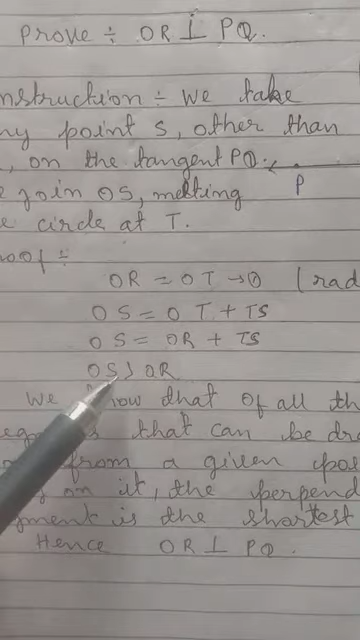 Prove ÷ OR ⊥ PQ.
nstruction ÷ We take
ny point S, other than
, on the tangent PQ.
P
e join OS, meeting
e circle at T.
oof ÷
OR = OT → ① (rad
OS = OT + TS
OS = OR + TS
OS > OR
We know that of all th
eg that can be dra
from a given poi
on it, the perpend
gment is the shortest
Hence OR ⊥ PQ.